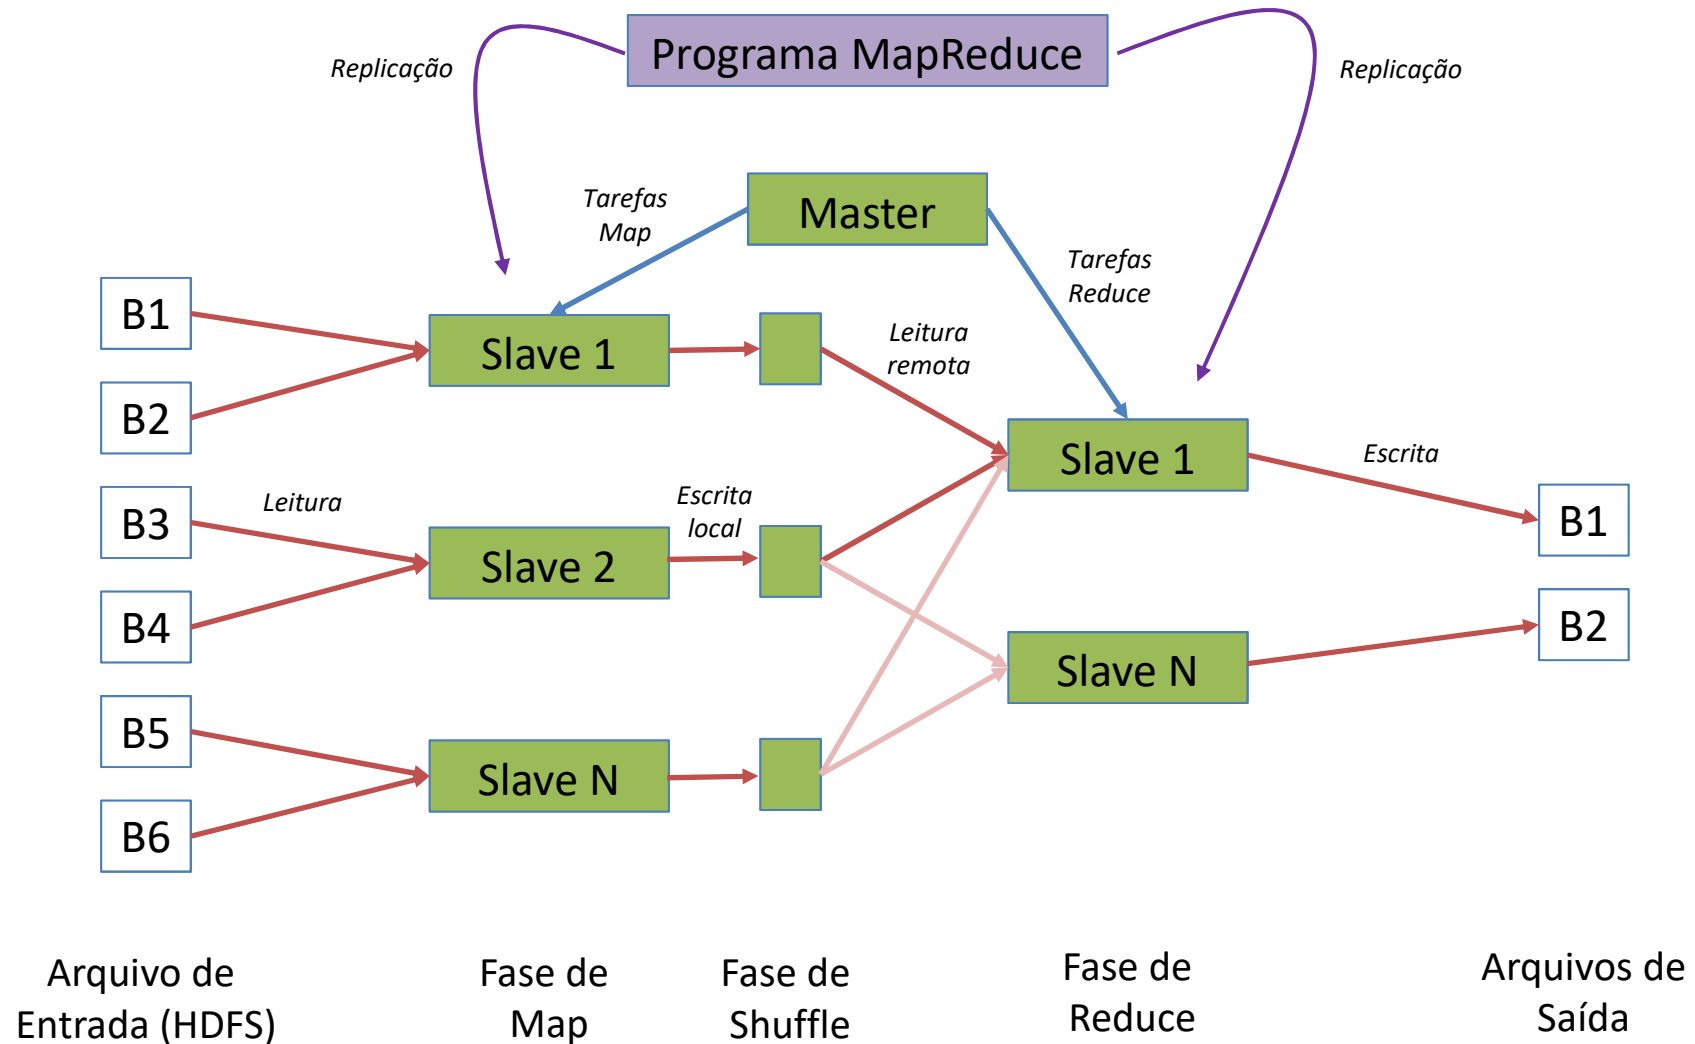 Programa MapReduce
Replicação
Replicação
Tarefas
Map
Master
Tarefas
Reduce
B1
B2
B3
B4
B5
B6
Leitura
Slave 1
Slave 2
Slave N
Escrita
local
Leitura
remota
Slave 1
Slave N
Escrita
B1
B2
Arquivo de
Entrada (HDFS)
Fase de
Map
Fase de
Shuffle
Fase de
Reduce
Arquivos de
Saída